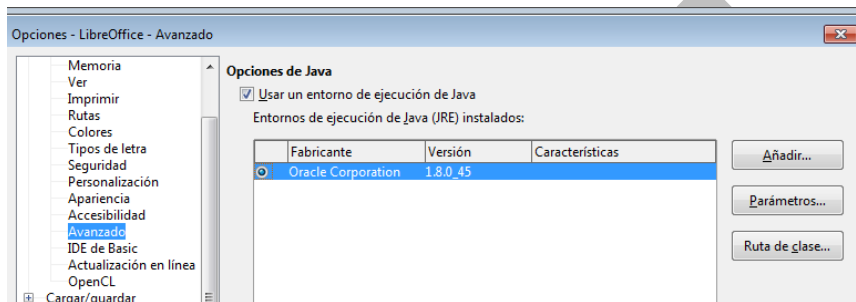 Opciones - LibreOffice - Avanzado
Memoria
Ver
Imprimir
Rutas
Colores
Tipos de letra
Seguridad
Personalización
Apariencia
Accesibilidad
Avanzado
IDE de Basic
Actualización en línea
OpenCL
Cargar/guardar
Opciones de Java
Usar un entorno de ejecución de Java
Entornos de ejecución de Java (JRE) instalados:
Fabricante Versión Características
Oracle Corporation 1.8.0_45
Añadir...
Parámetros...
Ruta de clase...